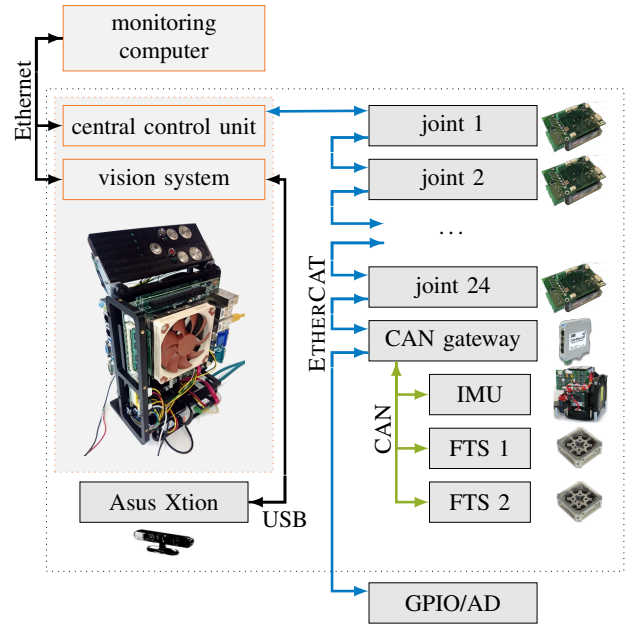 monitoring
computer
Ethernet
central control unit
vision system
Asus Xtion
USB
ETHERCAT
joint 1
joint 2
...
joint 24
CAN gateway
CAN
IMU
FTS 1
FTS 2
GPIO/AD